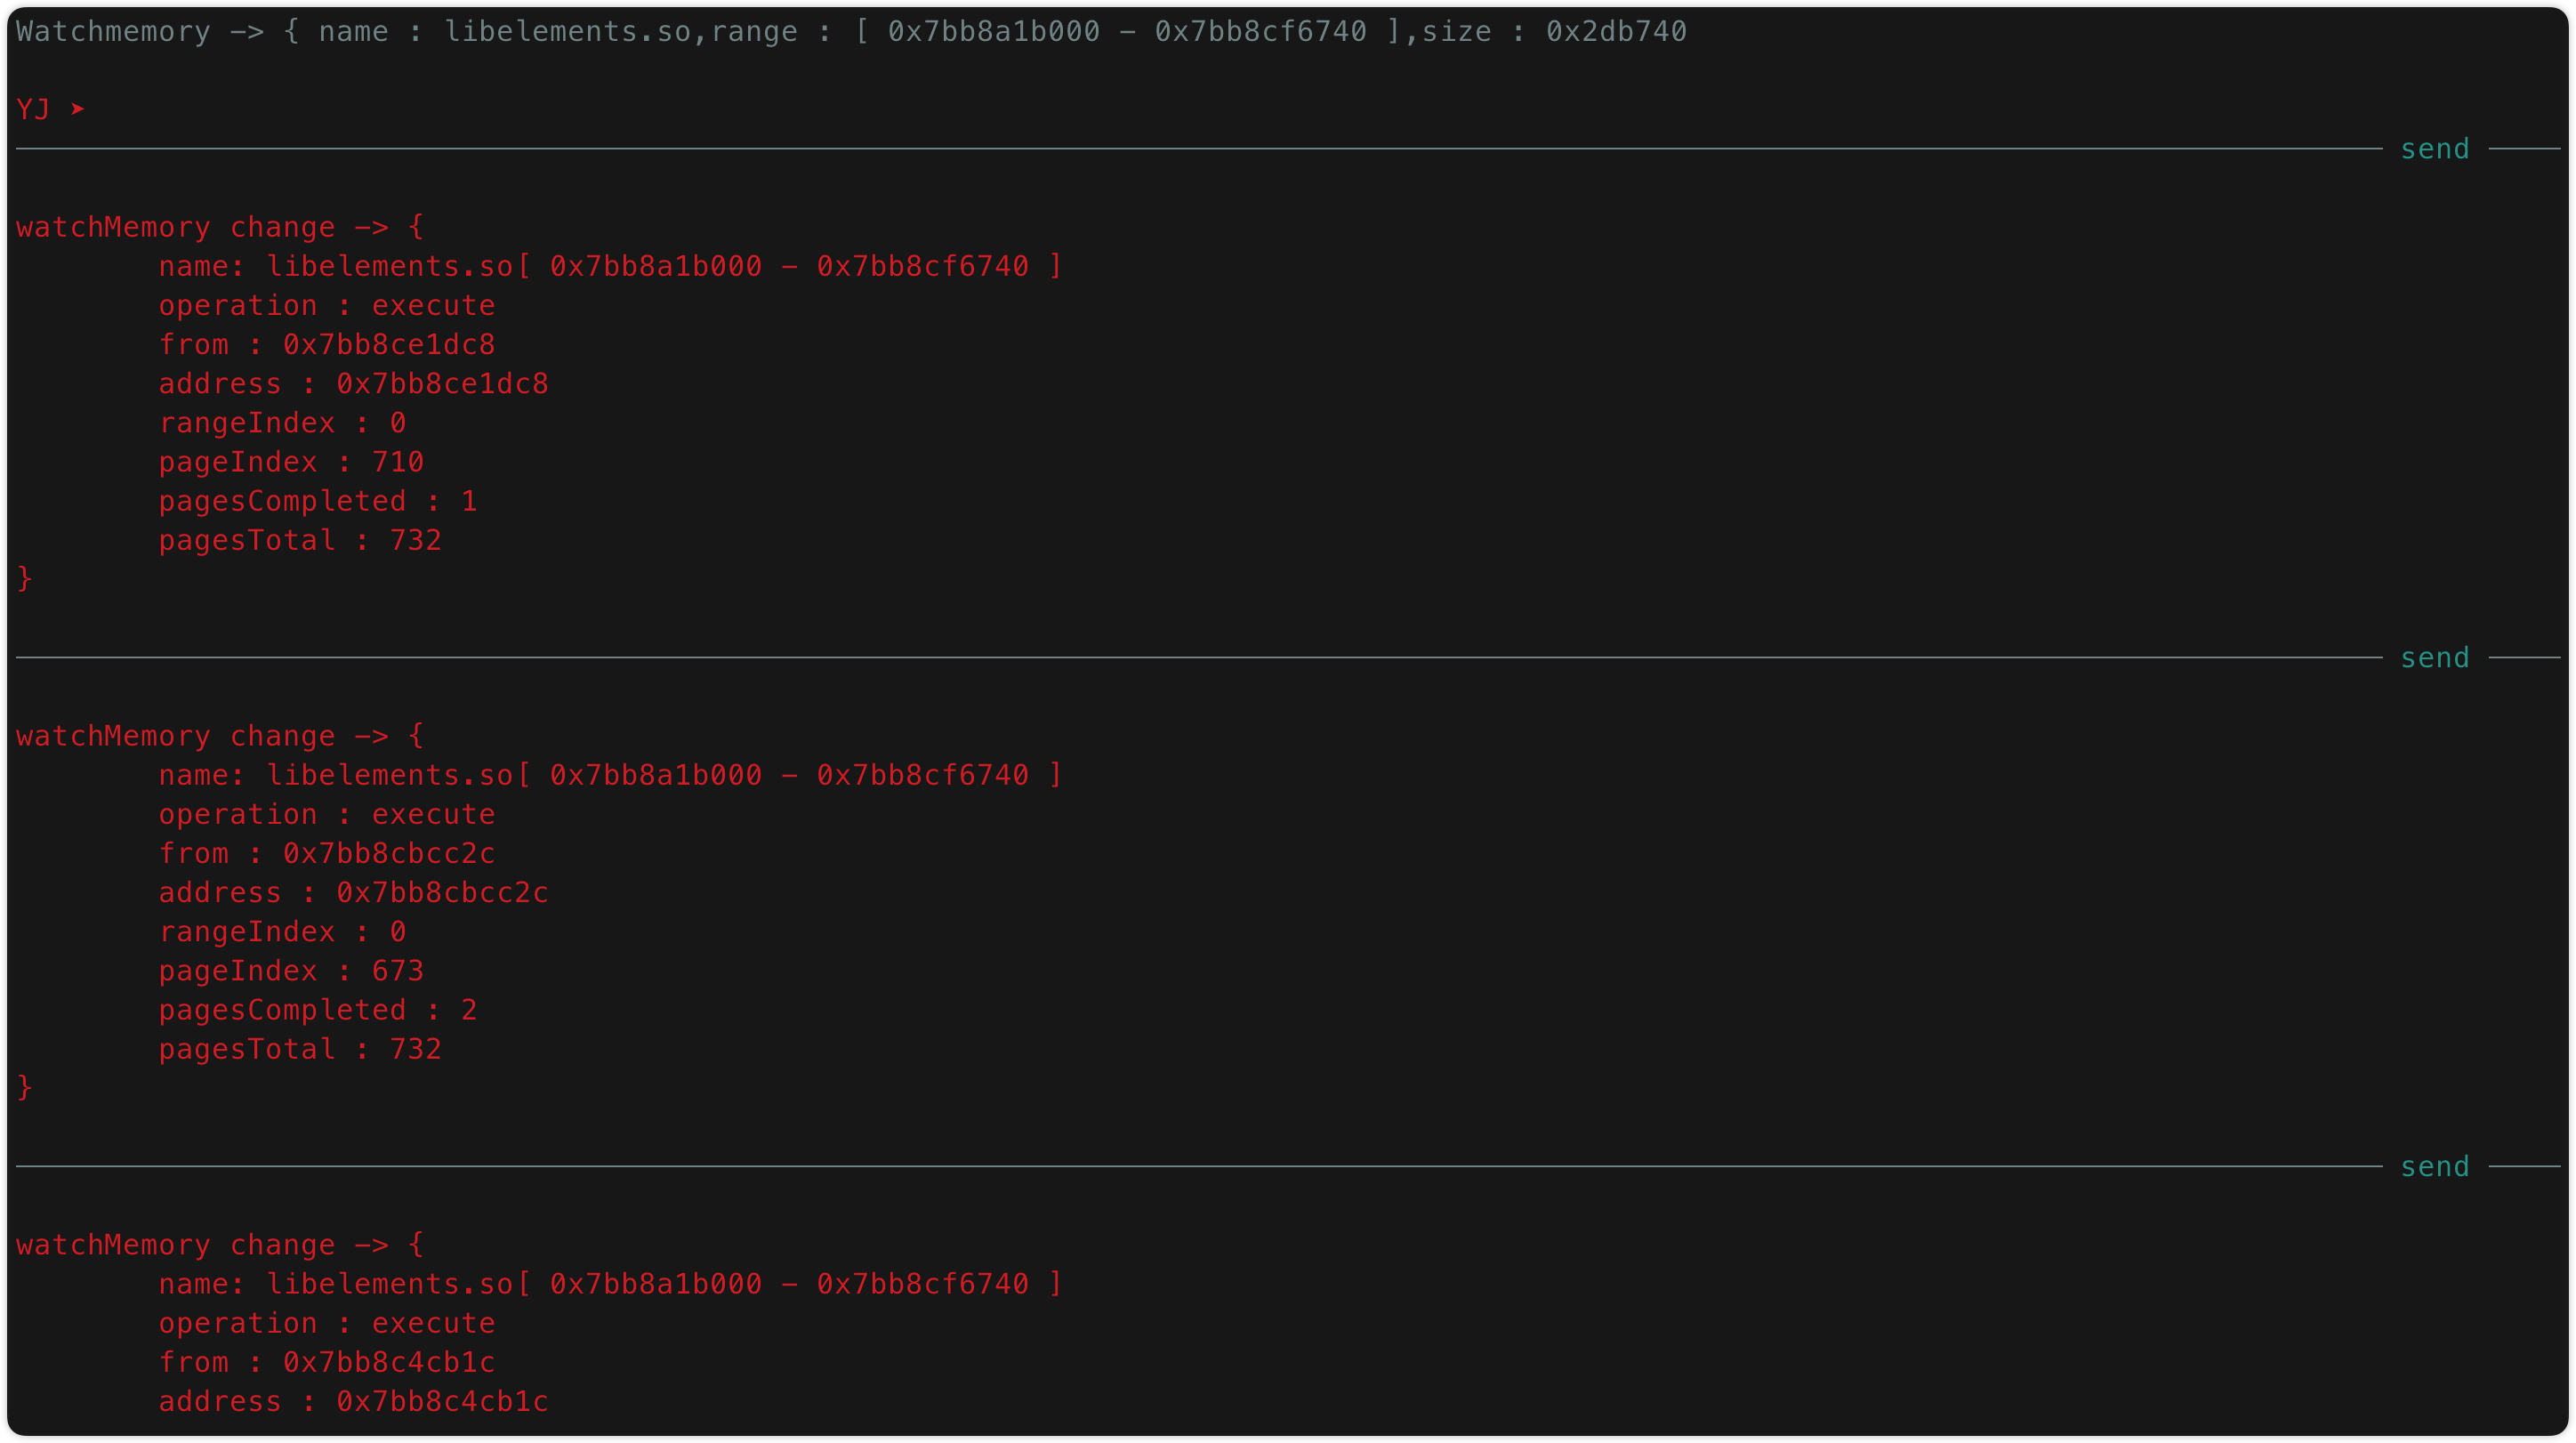 Watchmemory -> { name : libelements.so,range : [ 0x7bb8a1b000 - 0x7bb8cf6740 ],size : 0x2db740
YJ ➤
send
watchMemory change -> {
name: libelements.so[ 0x7bb8a1b000 - 0x7bb8cf6740 ]
operation : execute
from : 0x7bb8ce1dc8
address : 0x7bb8ce1dc8
rangeIndex : 0
pageIndex : 710
pagesCompleted : 1
pagesTotal : 732
}
send
watchMemory change -> {
name: libelements.so[ 0x7bb8a1b000 - 0x7bb8cf6740 ]
operation : execute
from : 0x7bb8cbcc2c
address : 0x7bb8cbcc2c
rangeIndex : 0
pageIndex : 673
pagesCompleted : 2
pagesTotal : 732
}
send
watchMemory change -> {
name: libelements.so[ 0x7bb8a1b000 - 0x7bb8cf6740 ]
operation : execute
from : 0x7bb8c4cb1c
address : 0x7bb8c4cb1c